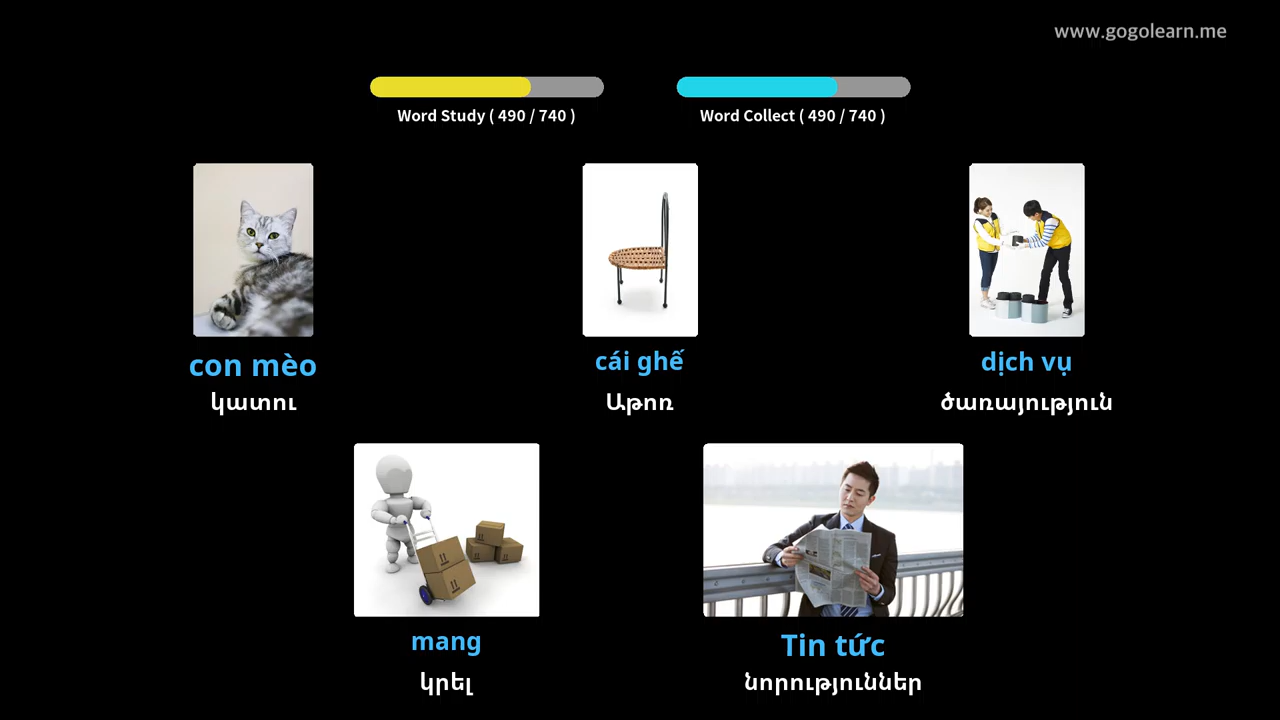 www.gogolearn.me
Word Study ( 490 / 740 )
Word Collect ( 490 / 740 )
con mèo
կատու
cái ghế
Աթոռ
dịch vụ
ծառայություն
mang
կրել
Tin tức
նորություններ